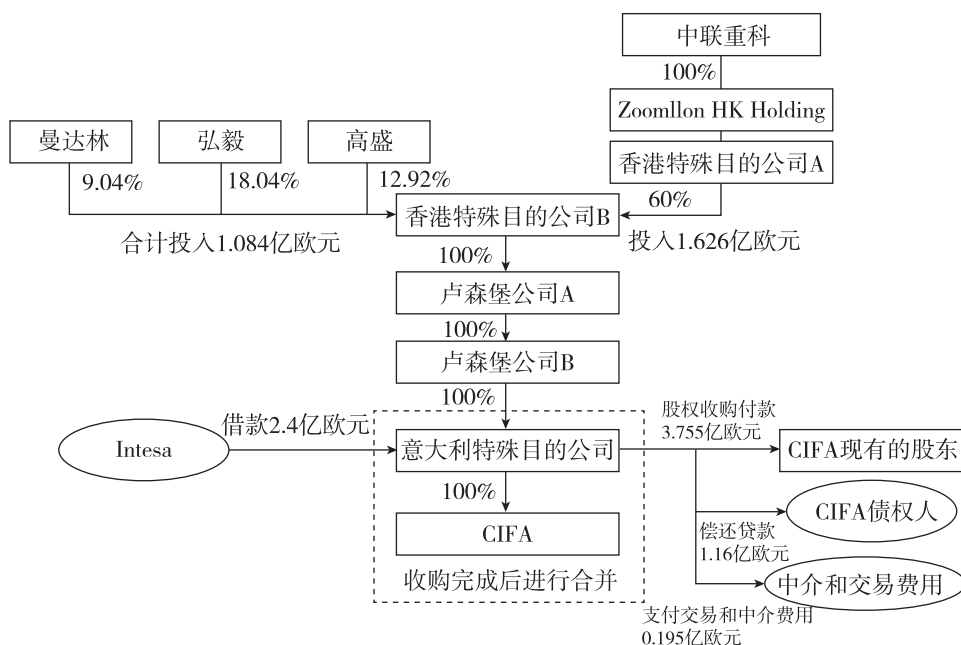 中联重科
100%
Zoomllon HK Holding
曼达林
弘毅
高盛
香港特殊目的公司A
9.04%
18.04%
12.92%
60%
香港特殊目的公司B
合计投入1.084亿欧元
投入1.626亿欧元
100%
卢森堡公司A
100%
卢森堡公司B
100%
股权收购付款
3.755亿欧元
借款2.4亿欧元
Intesa
意大利特殊目的公司
CIFA现有的股东
100%
CIFA债权人
CIFA
偿还贷款
1.16亿欧元
收购完成后进行合并
中介和交易费用
支付交易和中介费用
0.195亿欧元